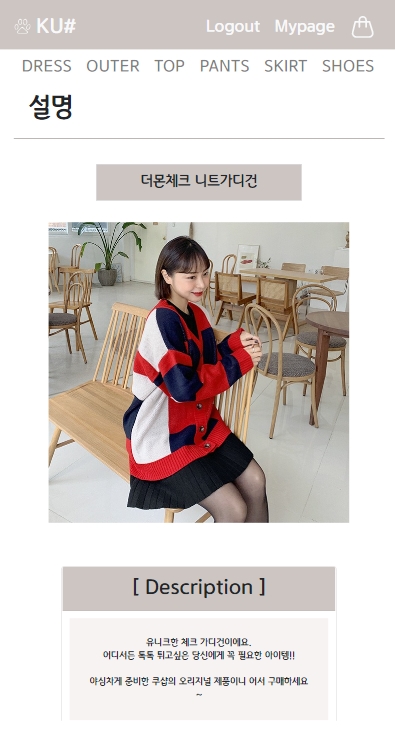 KU# Logout Mypage
DRESS OUTER TOP PANTS SKIRT SHOES
설명
더몬체크 니트가디건
[ Description ]
유니크한 체크 가디건이에요.
어디서든 톡톡 튀고싶은 당신에게 꼭 필요한 아이템!!
야심차게 준비한 쿠샵의 오리지널 제품이니 어서 구매하세요
~